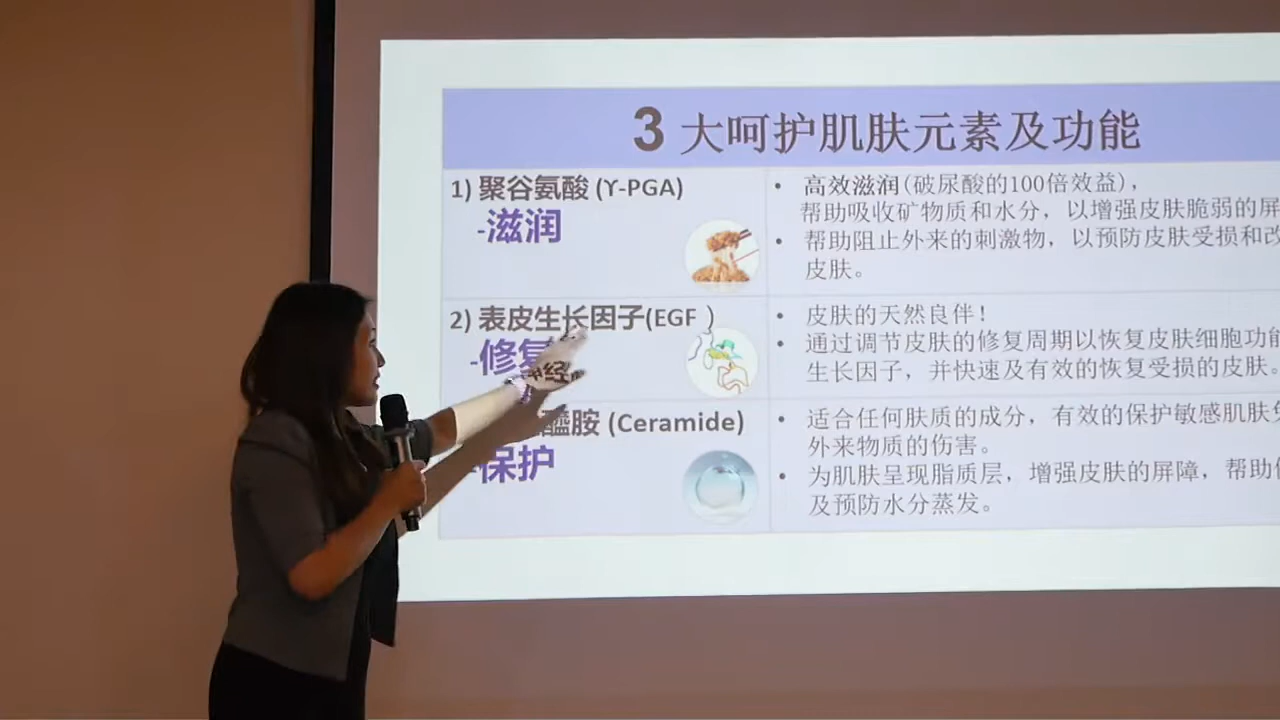 3 大呵护肌肤元素及功能
1) 聚谷氨酸 (Y-PGA)
-滋润
• 高效滋润(破尿酸的100倍效益),
帮助吸收矿物质和水分，以增强皮肤脆弱的屏
• 帮助阻止外来的刺激物，以预防皮肤受损和改
皮肤。
2) 表皮生长因子(EGF )
-修复
• 皮肤的天然良伴!
• 通过调节皮肤的修复周期以恢复皮肤细胞功能
生长因子，并快速及有效的恢复受损的皮肤。
醯胺 (Ceramide)
-保护
• 适合任何肤质的成分，有效的保护敏感肌肤免
外来物质的伤害。
• 为肌肤呈现脂质层，增强皮肤的屏障，帮助
及预防水分蒸发。